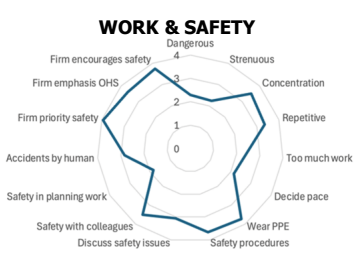 WORK & SAFETY
Dangerous
Strenuous
Concentration
Repetitive
Too much work
Decide pace
Wear PPE
Safety procedures
Discuss safety issues
Safety with colleagues
Safety in planning work
Accidents by human
Firm priority safety
Firm emphasis OHS
Firm encourages safety
4
3
2
1
0